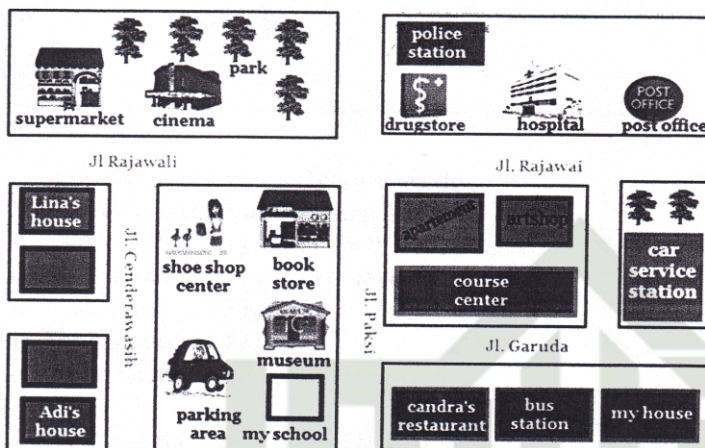 police
station
park
POST
OFFICE
supermarket
cinema
drugstore
hospital
post office
Jl Rajawali
Jl. Rajawai
Lina's
house
Jl. Cenderawasih
shoe shop
center
book
store
apartement
artshop
car
service
station
course
center
Jl. Paksi
museum
Jl. Garuda
parking
area
my school
Adi's
house
candra's
restaurant
bus
station
my house